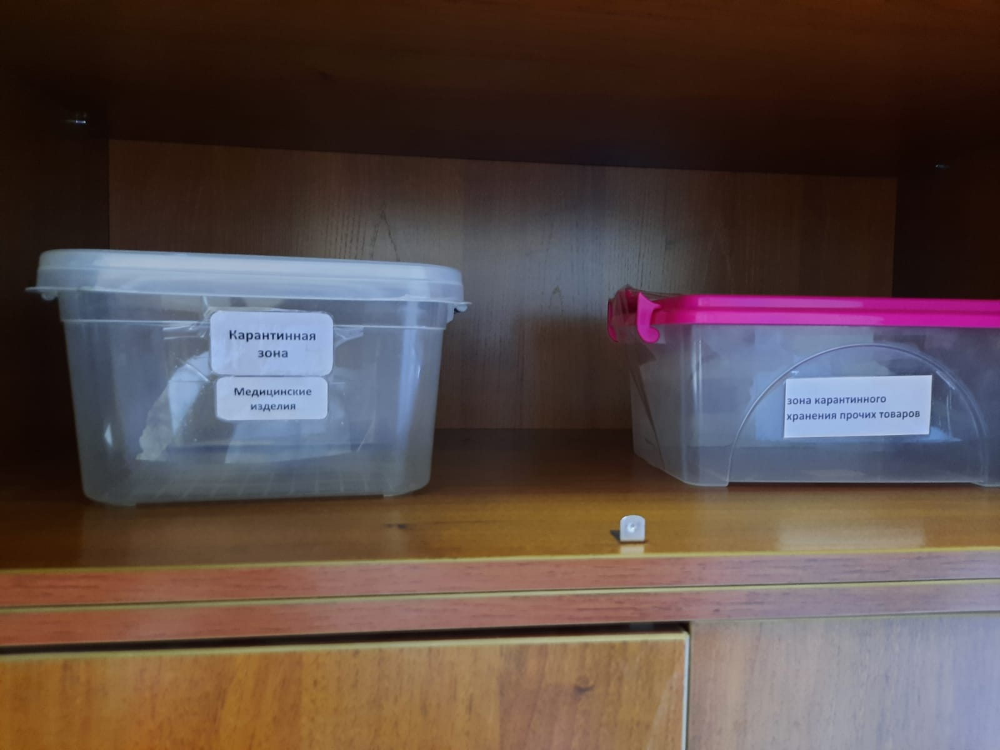 Карантинная
зона
Медицинские
изделия
зона карантинного
хранения прочих товаров